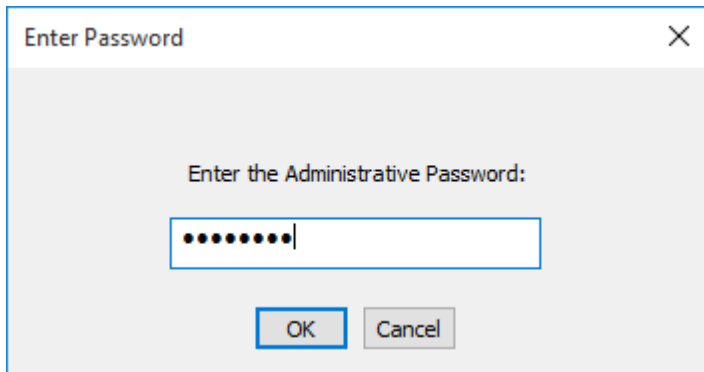 Enter Password
Enter the Administrative Password:
••••••••
OK Cancel